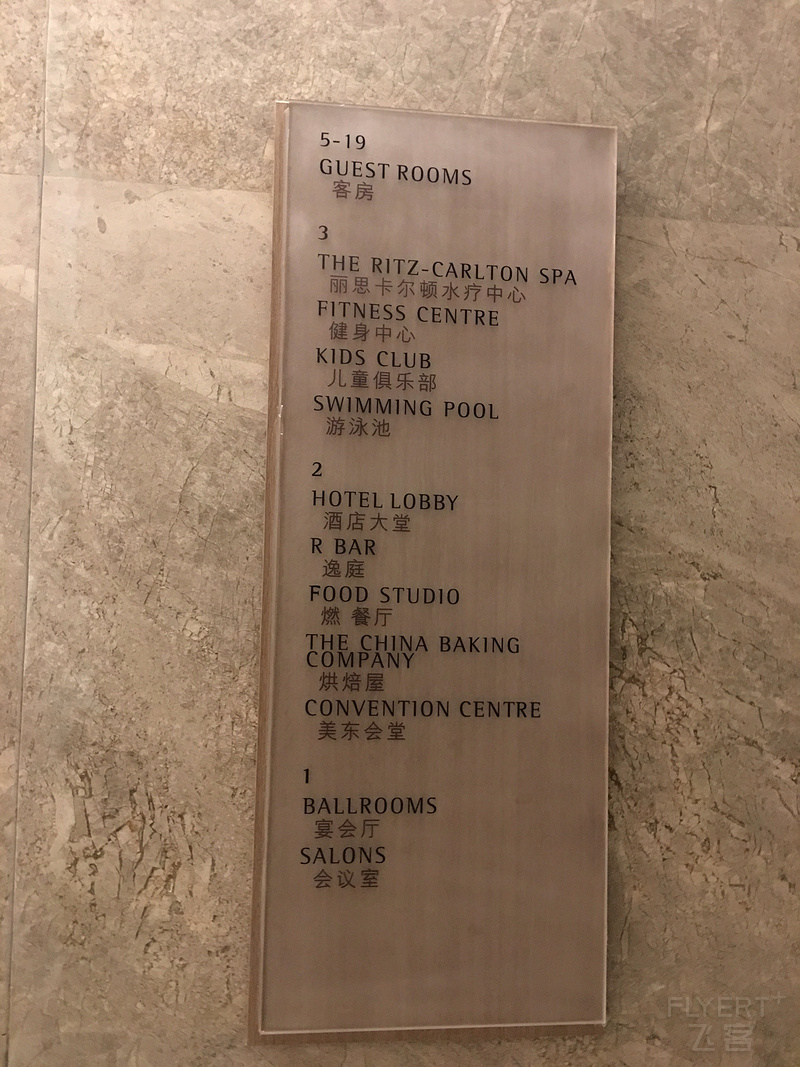 5-19
GUEST ROOMS
客房
3
THE RITZ-CARLTON SPA
丽思卡尔顿水疗中心
FITNESS CENTRE
健身中心
KIDS CLUB
儿童俱乐部
SWIMMING POOL
游泳池
2
HOTEL LOBBY
酒店大堂
R BAR
逸庭
FOOD STUDIO
燃 餐厅
THE CHINA BAKING
COMPANY
烘焙屋
CONVENTION CENTRE
美东会堂
1
BALLROOMS
宴会厅
SALONS
会议室
FLYERT+
飞客